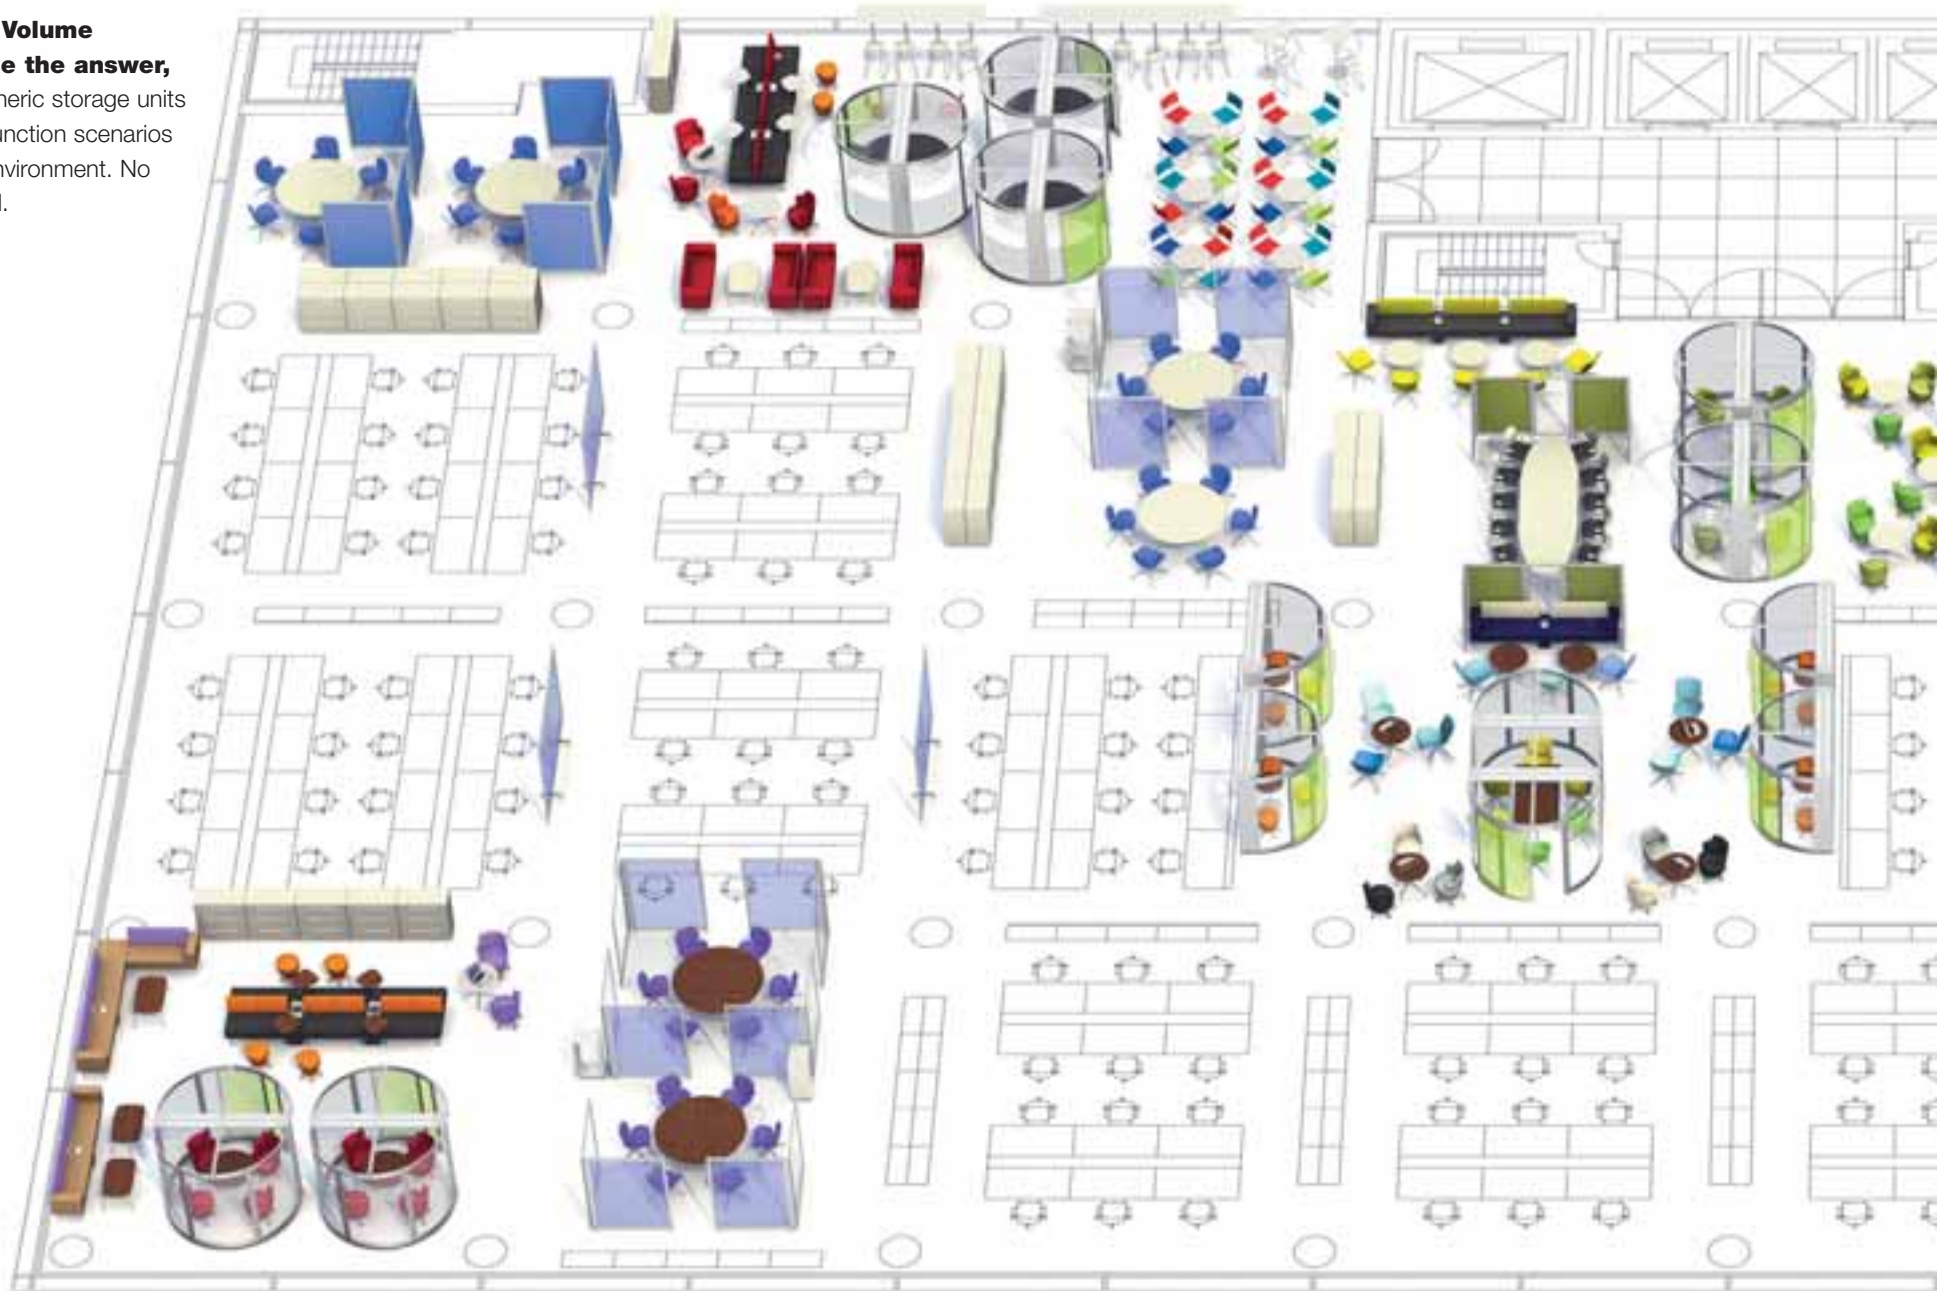 Volume
e the answer,
neric storage units
unction scenarios
nvironment. No
l.